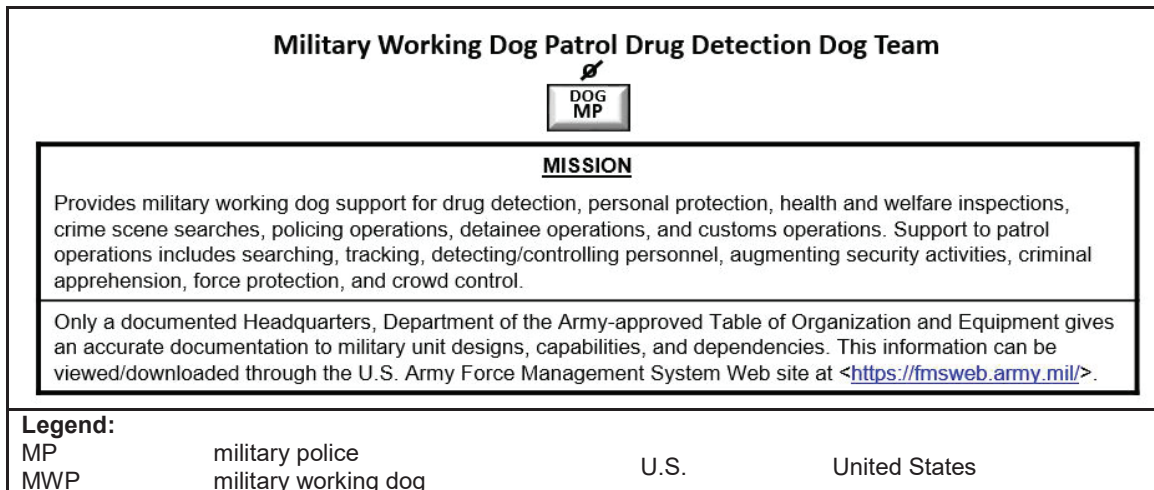 Military Working Dog Patrol Drug Detection Dog Team
Ø
DOG
MP
MISSION
Provides military working dog support for drug detection, personal protection, health and welfare inspections,
crime scene searches, policing operations, detainee operations, and customs operations. Support to patrol
operations includes searching, tracking, detecting/controlling personnel, augmenting security activities, criminal
apprehension, force protection, and crowd control.
Only a documented Headquarters, Department of the Army-approved Table of Organization and Equipment gives
an accurate documentation to military unit designs, capabilities, and dependencies. This information can be
viewed/downloaded through the U.S. Army Force Management System Web site at <https://fmsweb.army.mil/>.
Legend:
MP military police
MWP military working dog
U.S. United States